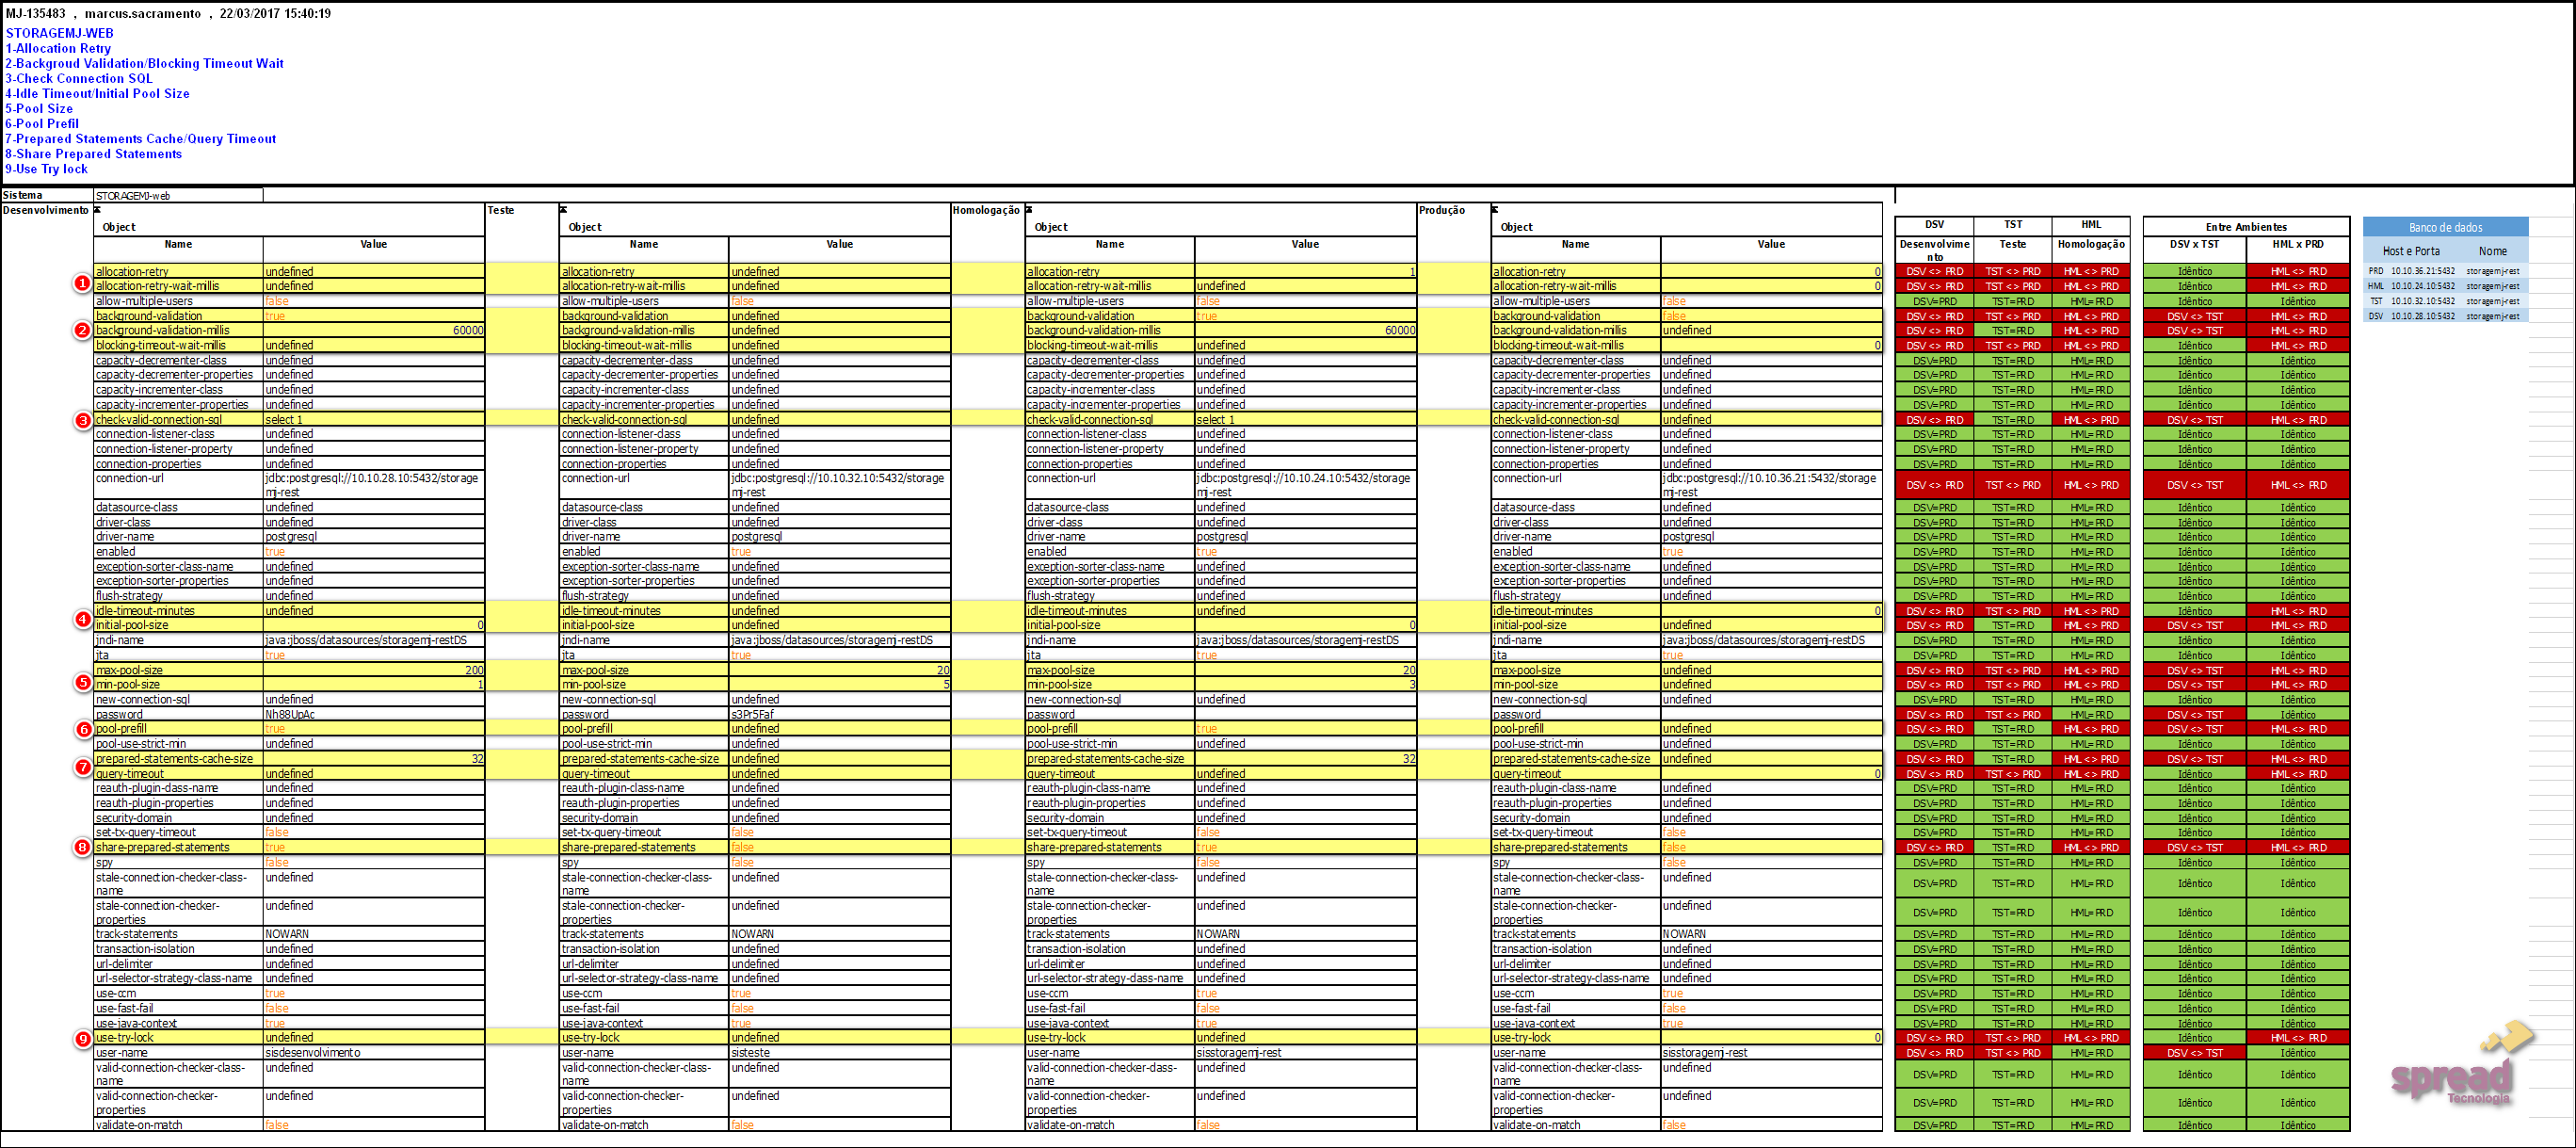 MJ-135483 , marcus.sacramento , 22/03/2017 15:40:19
STORAGEMJ-WEB
1-Allocation Retry
2-Backgroud Validation/Blocking Timeout Wait
3-Check Connection SQL
4-Idle Timeout/Initial Pool Size
5-Pool Size
6-Pool Prefil
7-Prepared Statements Cache/Query Timeout
8-Share Prepared Statements
9-Use Try lock
Sistema STORAGEMJ-web
Desenvolvimento Teste Homologação Produção
Object Object Object Object DSV TST HML Entre Ambientes Banco de dados
Name Value Name Value Name Value Name Value Desenvolvimento Teste Homologação DSV x TST HML x PRD Host e Porta Nome
allocation-retry undefined allocation-retry undefined allocation-retry 1 allocation-retry 0 DSV <> PRD TST <> PRD HML <> PRD Idêntico HML <> PRD PRD 10.10.36.21:5432 storagemj-rest
1 allocation-retry-wait-millis undefined allocation-retry-wait-millis undefined allocation-retry-wait-millis undefined allocation-retry-wait-millis 0 DSV <> PRD TST <> PRD HML <> PRD Idêntico HML <> PRD HML 10.10.24.10:5432 storagemj-rest
allow-multiple-users false allow-multiple-users false allow-multiple-users false allow-multiple-users false DSV=PRD TST=PRD HML=PRD Idêntico Idêntico TST 10.10.32.10:5432 storagemj-rest
background-validation true background-validation undefined background-validation true background-validation false DSV <> PRD TST <> PRD HML <> PRD DSV <> TST HML <> PRD DSV 10.10.28.10:5432 storagemj-rest
2 background-validation-millis 60000 background-validation-millis undefined background-validation-millis 60000 background-validation-millis undefined DSV <> PRD TST=PRD HML <> PRD DSV <> TST HML <> PRD
blocking-timeout-wait-millis undefined blocking-timeout-wait-millis undefined blocking-timeout-wait-millis undefined blocking-timeout-wait-millis 0 DSV <> PRD TST <> PRD HML <> PRD Idêntico HML <> PRD
capacity-decrementer-class undefined capacity-decrementer-class undefined capacity-decrementer-class undefined capacity-decrementer-class undefined DSV=PRD TST=PRD HML=PRD Idêntico Idêntico
capacity-decrementer-properties undefined capacity-decrementer-properties undefined capacity-decrementer-properties undefined capacity-decrementer-properties undefined DSV=PRD TST=PRD HML=PRD Idêntico Idêntico
capacity-incrementer-class undefined capacity-incrementer-class undefined capacity-incrementer-class undefined capacity-incrementer-class undefined DSV=PRD TST=PRD HML=PRD Idêntico Idêntico
capacity-incrementer-properties undefined capacity-incrementer-properties undefined capacity-incrementer-properties undefined capacity-incrementer-properties undefined DSV=PRD TST=PRD HML=PRD Idêntico Idêntico
3 check-valid-connection-sql select 1 check-valid-connection-sql undefined check-valid-connection-sql select 1 check-valid-connection-sql undefined DSV <> PRD TST=PRD HML <> PRD DSV <> TST HML <> PRD
connection-listener-class undefined connection-listener-class undefined connection-listener-class undefined connection-listener-class undefined DSV=PRD TST=PRD HML=PRD Idêntico Idêntico
connection-listener-property undefined connection-listener-property undefined connection-listener-property undefined connection-listener-property undefined DSV=PRD TST=PRD HML=PRD Idêntico Idêntico
connection-properties undefined connection-properties undefined connection-properties undefined connection-properties undefined DSV=PRD TST=PRD HML=PRD Idêntico Idêntico
connection-url jdbc:postgresql://10.10.28.10:5432/storagemj-rest connection-url jdbc:postgresql://10.10.32.10:5432/storagemj-rest connection-url jdbc:postgresql://10.10.24.10:5432/storagemj-rest connection-url jdbc:postgresql://10.10.36.21:5432/storagemj-rest DSV <> PRD TST <> PRD HML <> PRD DSV <> TST HML <> PRD
datasource-class undefined datasource-class undefined datasource-class undefined datasource-class undefined DSV=PRD TST=PRD HML=PRD Idêntico Idêntico
driver-class undefined driver-class undefined driver-class undefined driver-class undefined DSV=PRD TST=PRD HML=PRD Idêntico Idêntico
driver-name postgresql driver-name postgresql driver-name postgresql driver-name postgresql DSV=PRD TST=PRD HML=PRD Idêntico Idêntico
enabled true enabled true enabled true enabled true DSV=PRD TST=PRD HML=PRD Idêntico Idêntico
exception-sorter-class-name undefined exception-sorter-class-name undefined exception-sorter-class-name undefined exception-sorter-class-name undefined DSV=PRD TST=PRD HML=PRD Idêntico Idêntico
exception-sorter-properties undefined exception-sorter-properties undefined exception-sorter-properties undefined exception-sorter-properties undefined DSV=PRD TST=PRD HML=PRD Idêntico Idêntico
flush-strategy undefined flush-strategy undefined flush-strategy undefined flush-strategy undefined DSV=PRD TST=PRD HML=PRD Idêntico Idêntico
idle-timeout-minutes undefined idle-timeout-minutes undefined idle-timeout-minutes undefined idle-timeout-minutes 0 DSV <> PRD TST <> PRD HML <> PRD Idêntico HML <> PRD
4 initial-pool-size 0 initial-pool-size undefined initial-pool-size 0 initial-pool-size undefined DSV <> PRD TST=PRD HML <> PRD DSV <> TST HML <> PRD
jndi-name java:jboss/datasources/storagemj-restDS jndi-name java:jboss/datasources/storagemj-restDS jndi-name java:jboss/datasources/storagemj-restDS jndi-name java:jboss/datasources/storagemj-restDS DSV=PRD TST=PRD HML=PRD Idêntico Idêntico
jta true jta true jta true jta true DSV=PRD TST=PRD HML=PRD Idêntico Idêntico
max-pool-size 200 max-pool-size 20 max-pool-size 20 max-pool-size undefined DSV <> PRD TST <> PRD HML <> PRD DSV <> TST HML <> PRD
5 min-pool-size 1 min-pool-size 5 min-pool-size 3 min-pool-size undefined DSV <> PRD TST <> PRD HML <> PRD DSV <> TST HML <> PRD
new-connection-sql undefined new-connection-sql undefined new-connection-sql undefined new-connection-sql undefined DSV=PRD TST=PRD HML=PRD Idêntico Idêntico
password Nh88UpAc password s3Pr5Faf password password DSV <> PRD TST <> PRD HML=PRD DSV <> TST Idêntico
6 pool-prefill true pool-prefill undefined pool-prefill true pool-prefill undefined DSV <> PRD TST=PRD HML <> PRD DSV <> TST HML <> PRD
pool-use-strict-min undefined pool-use-strict-min undefined pool-use-strict-min undefined pool-use-strict-min undefined DSV=PRD TST=PRD HML=PRD Idêntico Idêntico
7 prepared-statements-cache-size 32 prepared-statements-cache-size undefined prepared-statements-cache-size 32 prepared-statements-cache-size undefined DSV <> PRD TST=PRD HML <> PRD DSV <> TST HML <> PRD
query-timeout undefined query-timeout undefined query-timeout undefined query-timeout 0 DSV <> PRD TST <> PRD HML <> PRD Idêntico HML <> PRD
reauth-plugin-class-name undefined reauth-plugin-class-name undefined reauth-plugin-class-name undefined reauth-plugin-class-name undefined DSV=PRD TST=PRD HML=PRD Idêntico Idêntico
reauth-plugin-properties undefined reauth-plugin-properties undefined reauth-plugin-properties undefined reauth-plugin-properties undefined DSV=PRD TST=PRD HML=PRD Idêntico Idêntico
security-domain undefined security-domain undefined security-domain undefined security-domain undefined DSV=PRD TST=PRD HML=PRD Idêntico Idêntico
set-tx-query-timeout false set-tx-query-timeout false set-tx-query-timeout false set-tx-query-timeout false DSV=PRD TST=PRD HML=PRD Idêntico Idêntico
8 share-prepared-statements true share-prepared-statements false share-prepared-statements true share-prepared-statements false DSV <> PRD TST=PRD HML <> PRD DSV <> TST HML <> PRD
spy false spy false spy false spy false DSV=PRD TST=PRD HML=PRD Idêntico Idêntico
stale-connection-checker-class-name undefined stale-connection-checker-class-name undefined stale-connection-checker-class-name undefined stale-connection-checker-class-name undefined DSV=PRD TST=PRD HML=PRD Idêntico Idêntico
stale-connection-checker-properties undefined stale-connection-checker-properties undefined stale-connection-checker-properties undefined stale-connection-checker-properties undefined DSV=PRD TST=PRD HML=PRD Idêntico Idêntico
track-statements NOWARN track-statements NOWARN track-statements NOWARN track-statements NOWARN DSV=PRD TST=PRD HML=PRD Idêntico Idêntico
transaction-isolation undefined transaction-isolation undefined transaction-isolation undefined transaction-isolation undefined DSV=PRD TST=PRD HML=PRD Idêntico Idêntico
url-delimiter undefined url-delimiter undefined url-delimiter undefined url-delimiter undefined DSV=PRD TST=PRD HML=PRD Idêntico Idêntico
url-selector-strategy-class-name undefined url-selector-strategy-class-name undefined url-selector-strategy-class-name undefined url-selector-strategy-class-name undefined DSV=PRD TST=PRD HML=PRD Idêntico Idêntico
use-ccm true use-ccm true use-ccm true use-ccm true DSV=PRD TST=PRD HML=PRD Idêntico Idêntico
use-fast-fail false use-fast-fail false use-fast-fail false use-fast-fail false DSV=PRD TST=PRD HML=PRD Idêntico Idêntico
use-java-context true use-java-context true use-java-context true use-java-context true DSV=PRD TST=PRD HML=PRD Idêntico Idêntico
9 use-try-lock undefined use-try-lock undefined use-try-lock undefined use-try-lock 0 DSV <> PRD TST <> PRD HML <> PRD Idêntico HML <> PRD
user-name sisdesenvolvimento user-name sisteste user-name sisstoragemj-rest user-name sisstoragemj-rest DSV <> PRD TST <> PRD HML=PRD DSV <> TST Idêntico
valid-connection-checker-class-name undefined valid-connection-checker-class-name undefined valid-connection-checker-class-name undefined valid-connection-checker-class-name undefined DSV=PRD TST=PRD HML=PRD Idêntico Idêntico
valid-connection-checker-properties undefined valid-connection-checker-properties undefined valid-connection-checker-properties undefined valid-connection-checker-properties undefined DSV=PRD TST=PRD HML=PRD Idêntico Idêntico
validate-on-match false validate-on-match false validate-on-match false validate-on-match false DSV=PRD TST=PRD HML=PRD Idêntico Idêntico
spread
Tecnologia